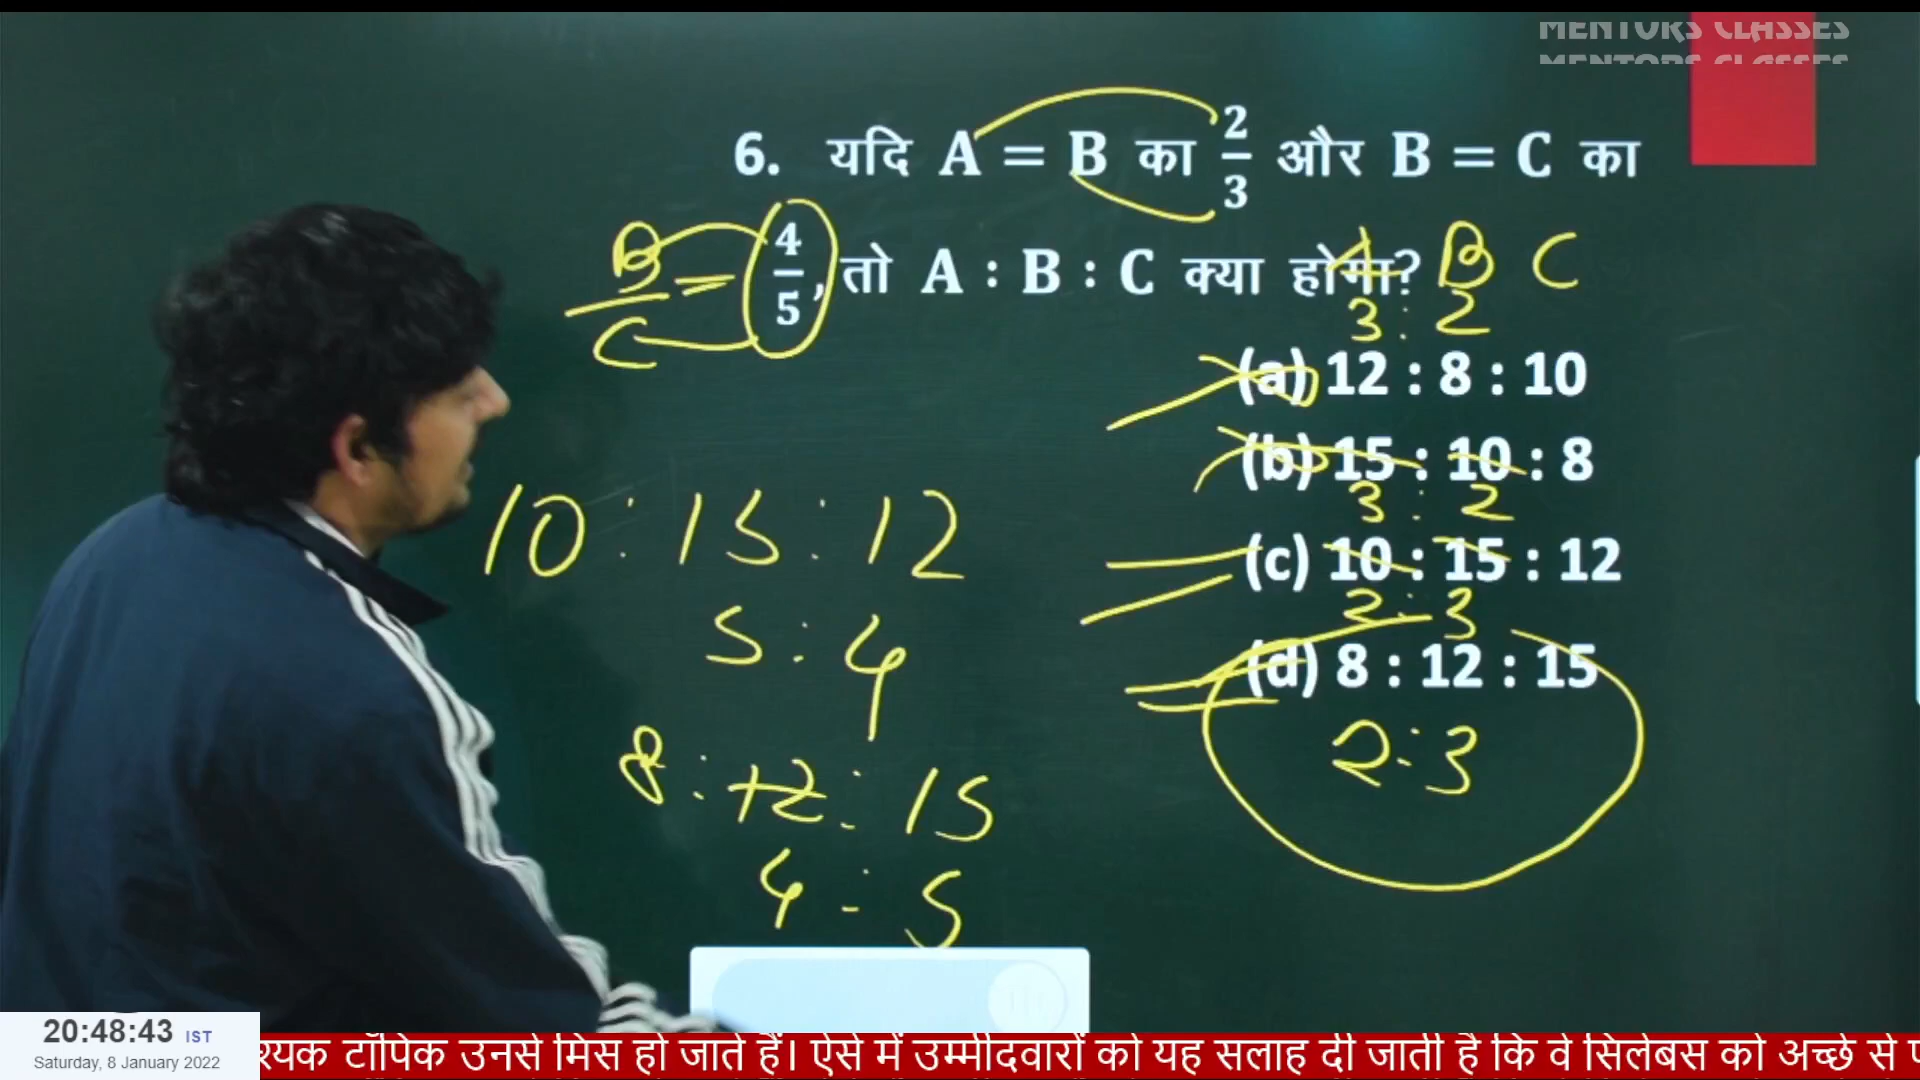 MENTORS CLASSES
6. यदि A = B का 2/3 और B = C का
B/C = 4/5, तो A : B : C क्या होगा?
A B C
3 : 2
(a) 12 : 8 : 10
(b) 15 : 10 : 8
3 : 2
(c) 10 : 15 : 12
2 : 3
(d) 8 : 12 : 15
2 : 3
10 : 15 : 12
5 : 4
8 : 12 : 15
4 : 5
20:48:43 IST
Saturday, 8 January 2022
श्यक टॉपिक उनसे मिस हो जाते हैं। ऐसे में उम्मीदवारों को यह सलाह दी जाती है कि वे सिलेबस को अच्छे से